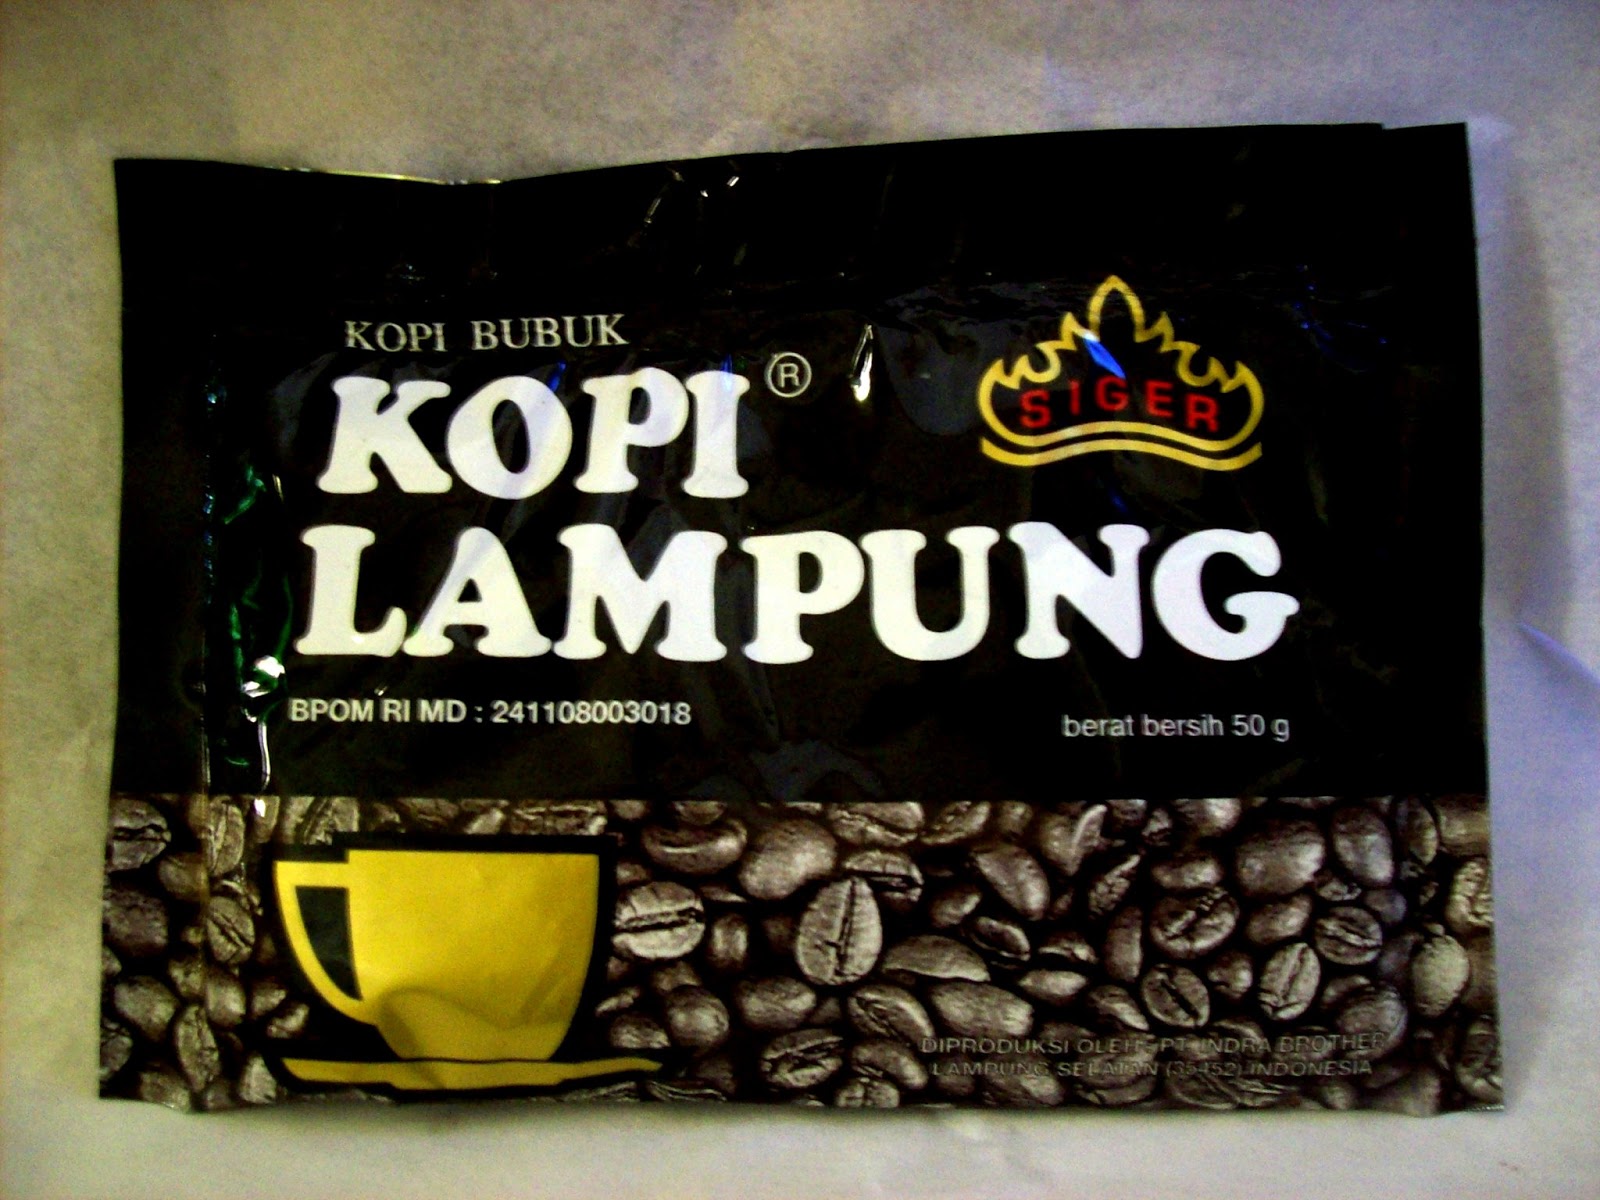 KOPI BUBUK
KOPI ®
SIGER
LAMPUNG
BPOM RI MD : 241108003018
berat bersih 50 g
DIPRODUKSI OLEH : PT. INDRA BROTHER
LAMPUNG SELATAN (35452) INDONESIA